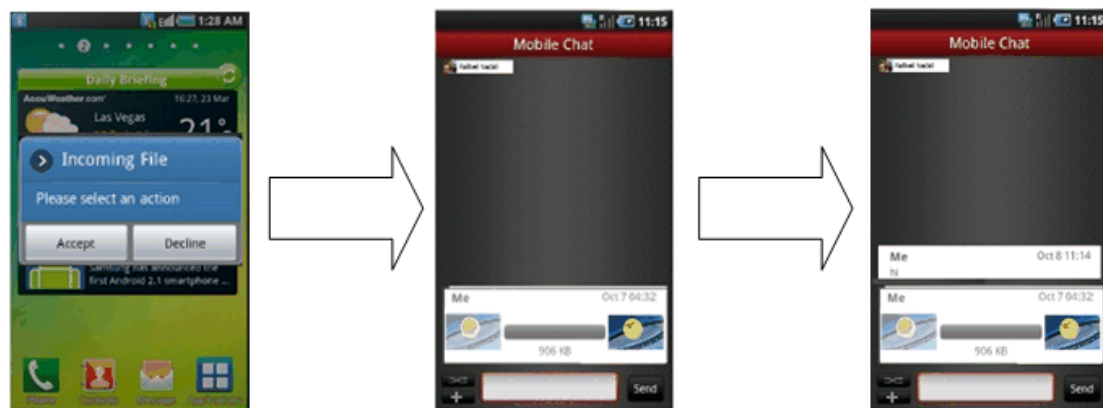 1:28 AM
2
Daily Briefing
AccuWeather.com
16:27, 23 Mar
Las Vegas
21°
Incoming File
Please select an action
Accept
Decline
Samsung has announced the
first Android 2.1 smartphone ...
Phone
Contacts
Message
Applications
11:15
Mobile Chat
Me
Oct 7 04:32
906 KB
Send
11:15
Mobile Chat
Me
Oct 8 11:14
hi
Me
Oct 7 04:32
906 KB
Send